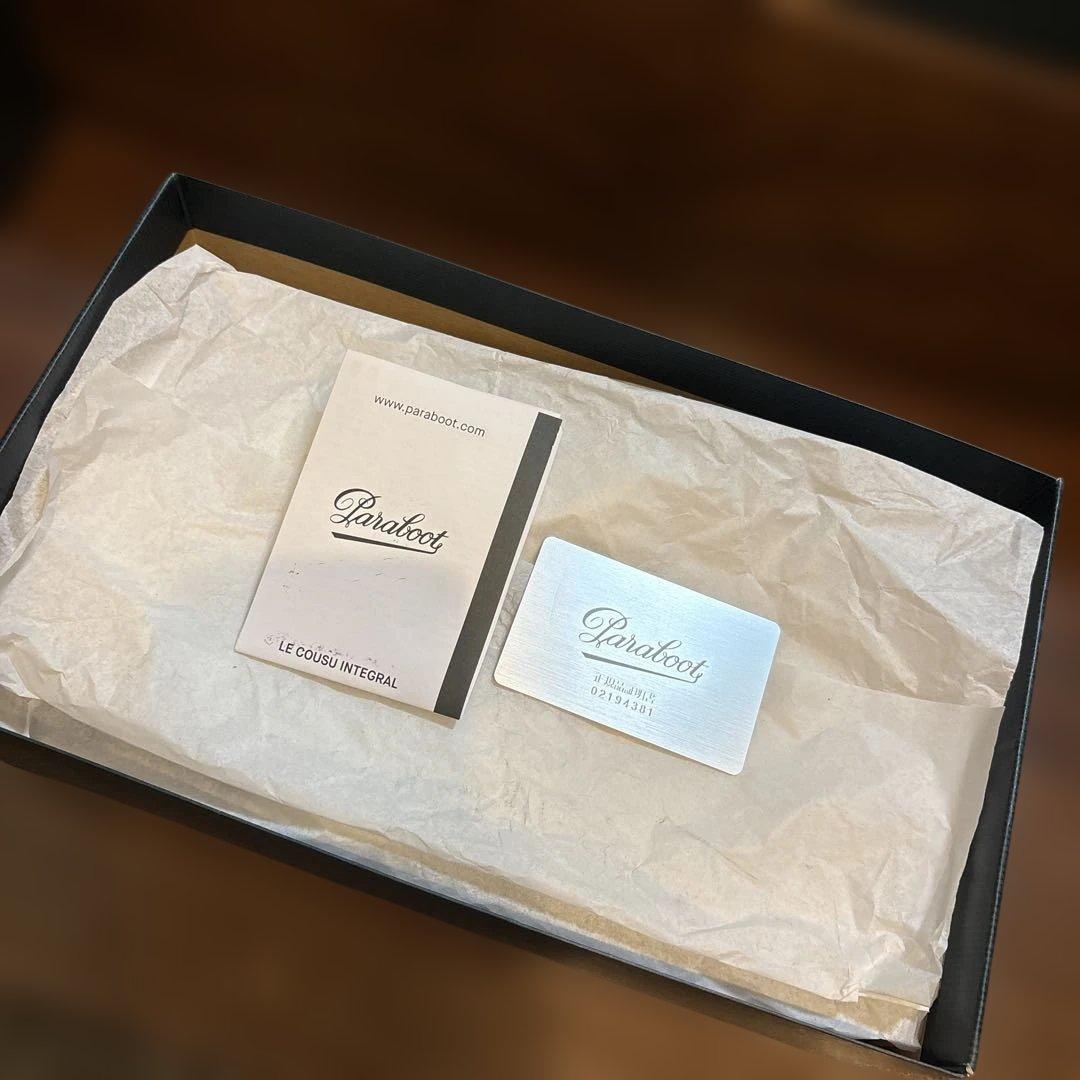 www.paraboot.com
Paraboot
LE COUSU INTEGRAL
Paraboot
02194381